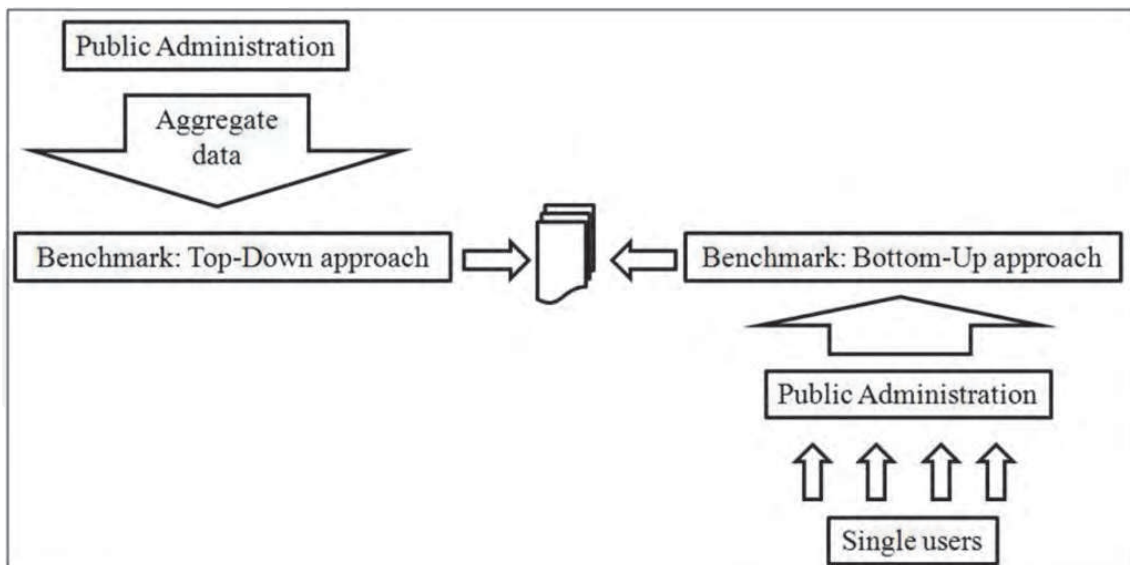 Public Administration
Aggregate
data
Benchmark: Top-Down approach
Benchmark: Bottom-Up approach
Public Administration
Single users